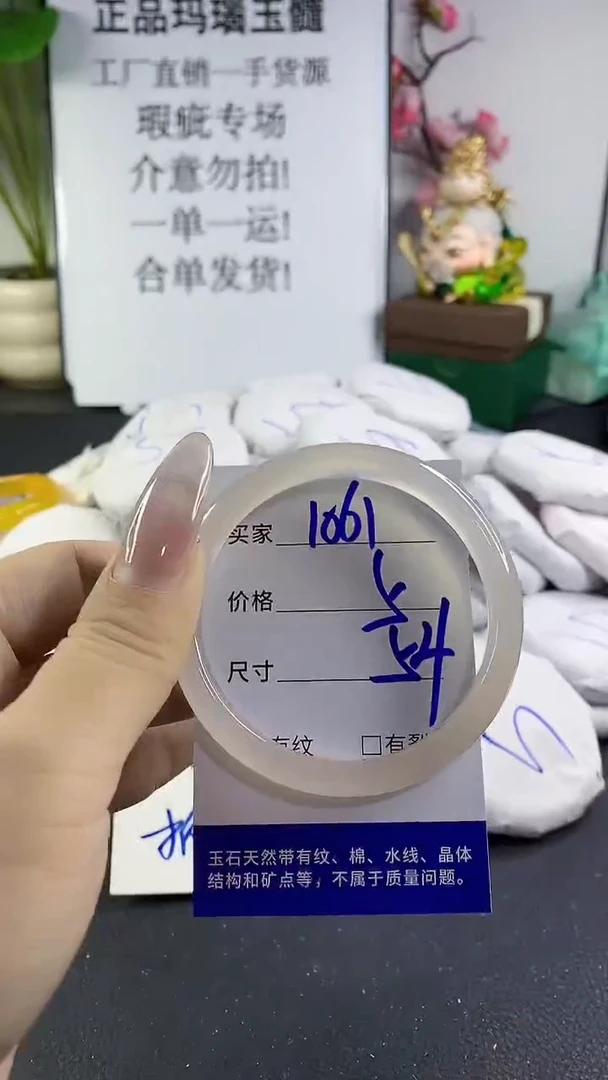 正品玛瑙玉髓
工厂直销一手货源
瑕疵专场
介意勿拍!
一单一运!
合单发货!
买家 1061
价格
尺寸 54
有纹 □有裂
玉石天然带有纹、棉、水线、晶体
结构和矿点等，不属于质量问题。